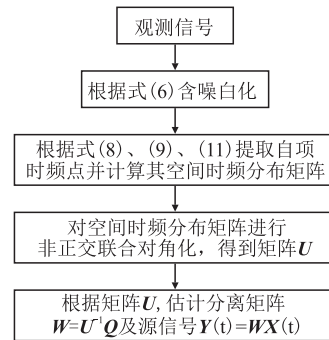 观测信号
根据式(6)含噪白化
根据式(8)、(9)、(11)提取自项
时频点并计算其空间时频分布矩阵
对空间时频分布矩阵进行
非正交联合对角化，得到矩阵U
根据矩阵U,估计分离矩阵
W=U⁻¹Q及源信号Y(t)=WX(t)